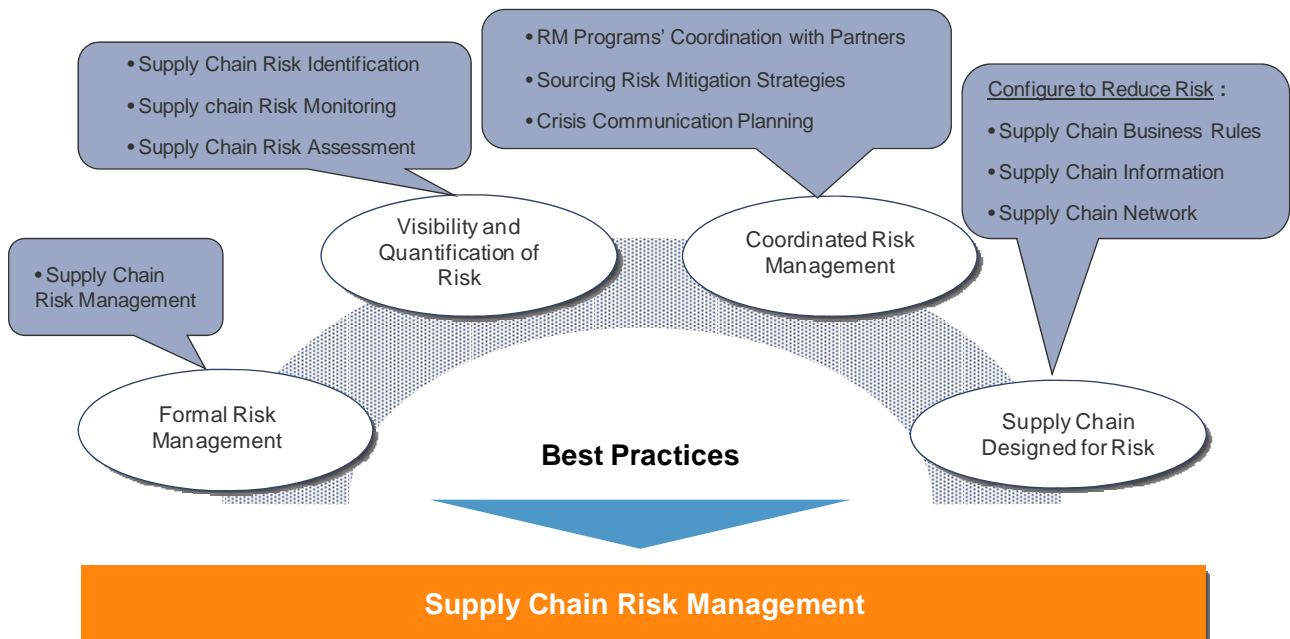 • RM Programs' Coordination with Partners
• Sourcing Risk Mitigation Strategies
• Crisis Communication Planning
• Supply Chain Risk Identification
• Supply chain Risk Monitoring
• Supply Chain Risk Assessment
Configure to Reduce Risk :
• Supply Chain Business Rules
• Supply Chain Information
• Supply Chain Network
• Supply Chain
Risk Management
Visibility and
Quantification of
Risk
Coordinated Risk
Management
Formal Risk
Management
Supply Chain
Designed for Risk
Best Practices
Supply Chain Risk Management